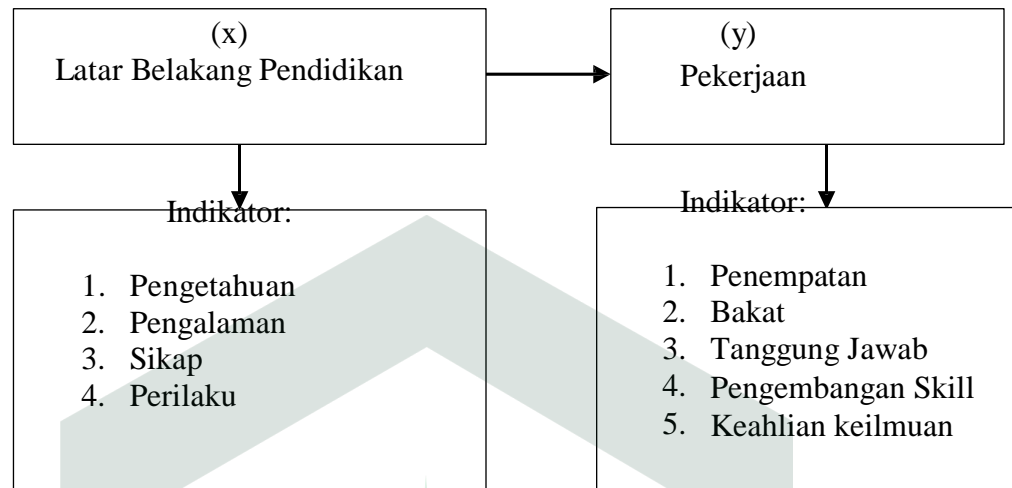 (x)
Latar Belakang Pendidikan
(y)
Pekerjaan
Indikator:
1. Pengetahuan
2. Pengalaman
3. Sikap
4. Perilaku
Indikator:
1. Penempatan
2. Bakat
3. Tanggung Jawab
4. Pengembangan Skill
5. Keahlian keilmuan